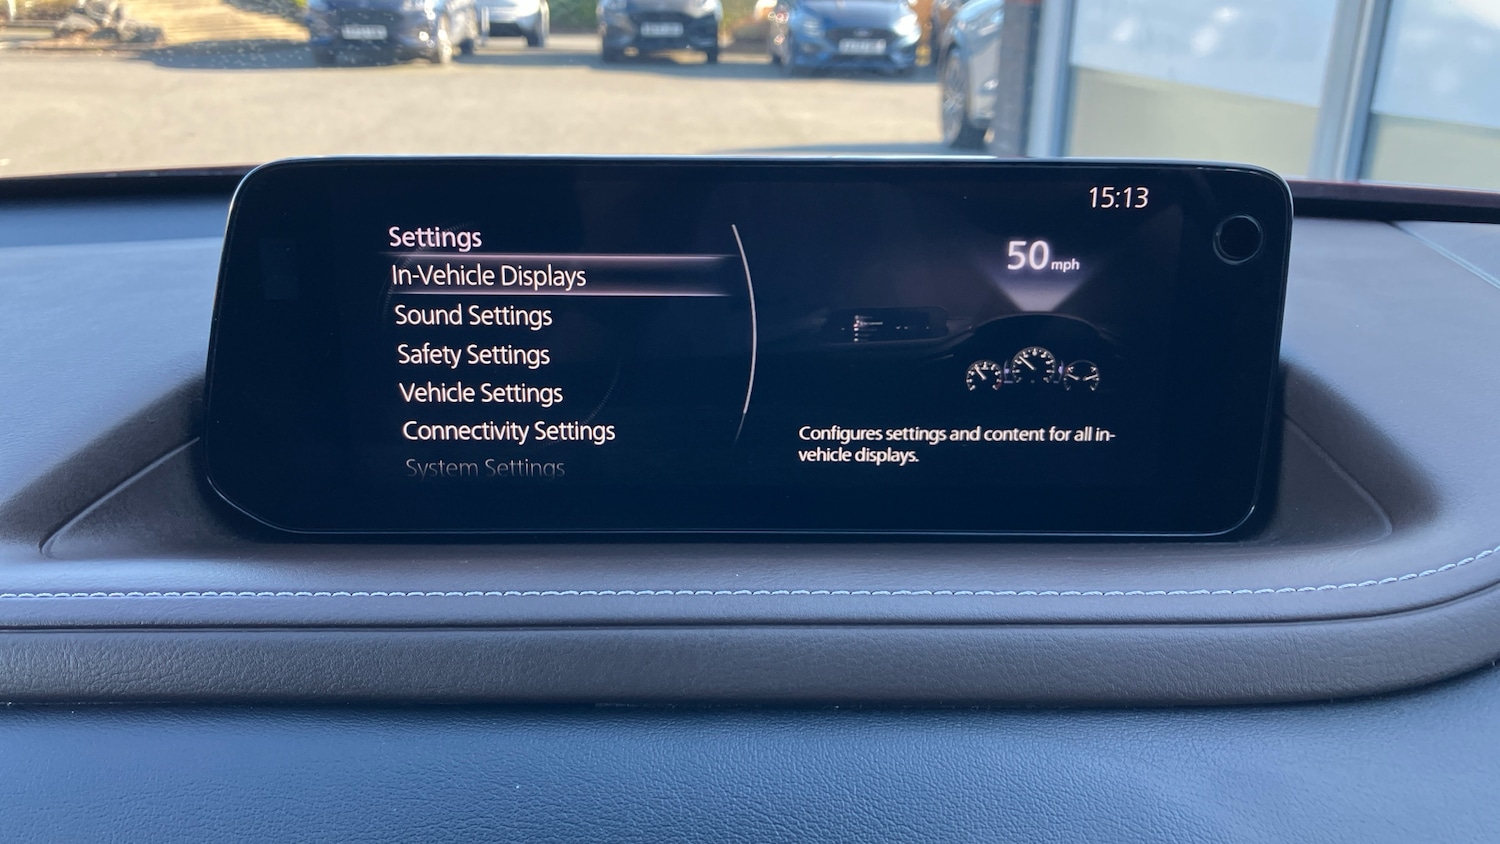 15:13
Settings
In-Vehicle Displays
Sound Settings
Safety Settings
Vehicle Settings
Connectivity Settings
System Settings
50 mph
Configures settings and content for all in-
vehicle displays.